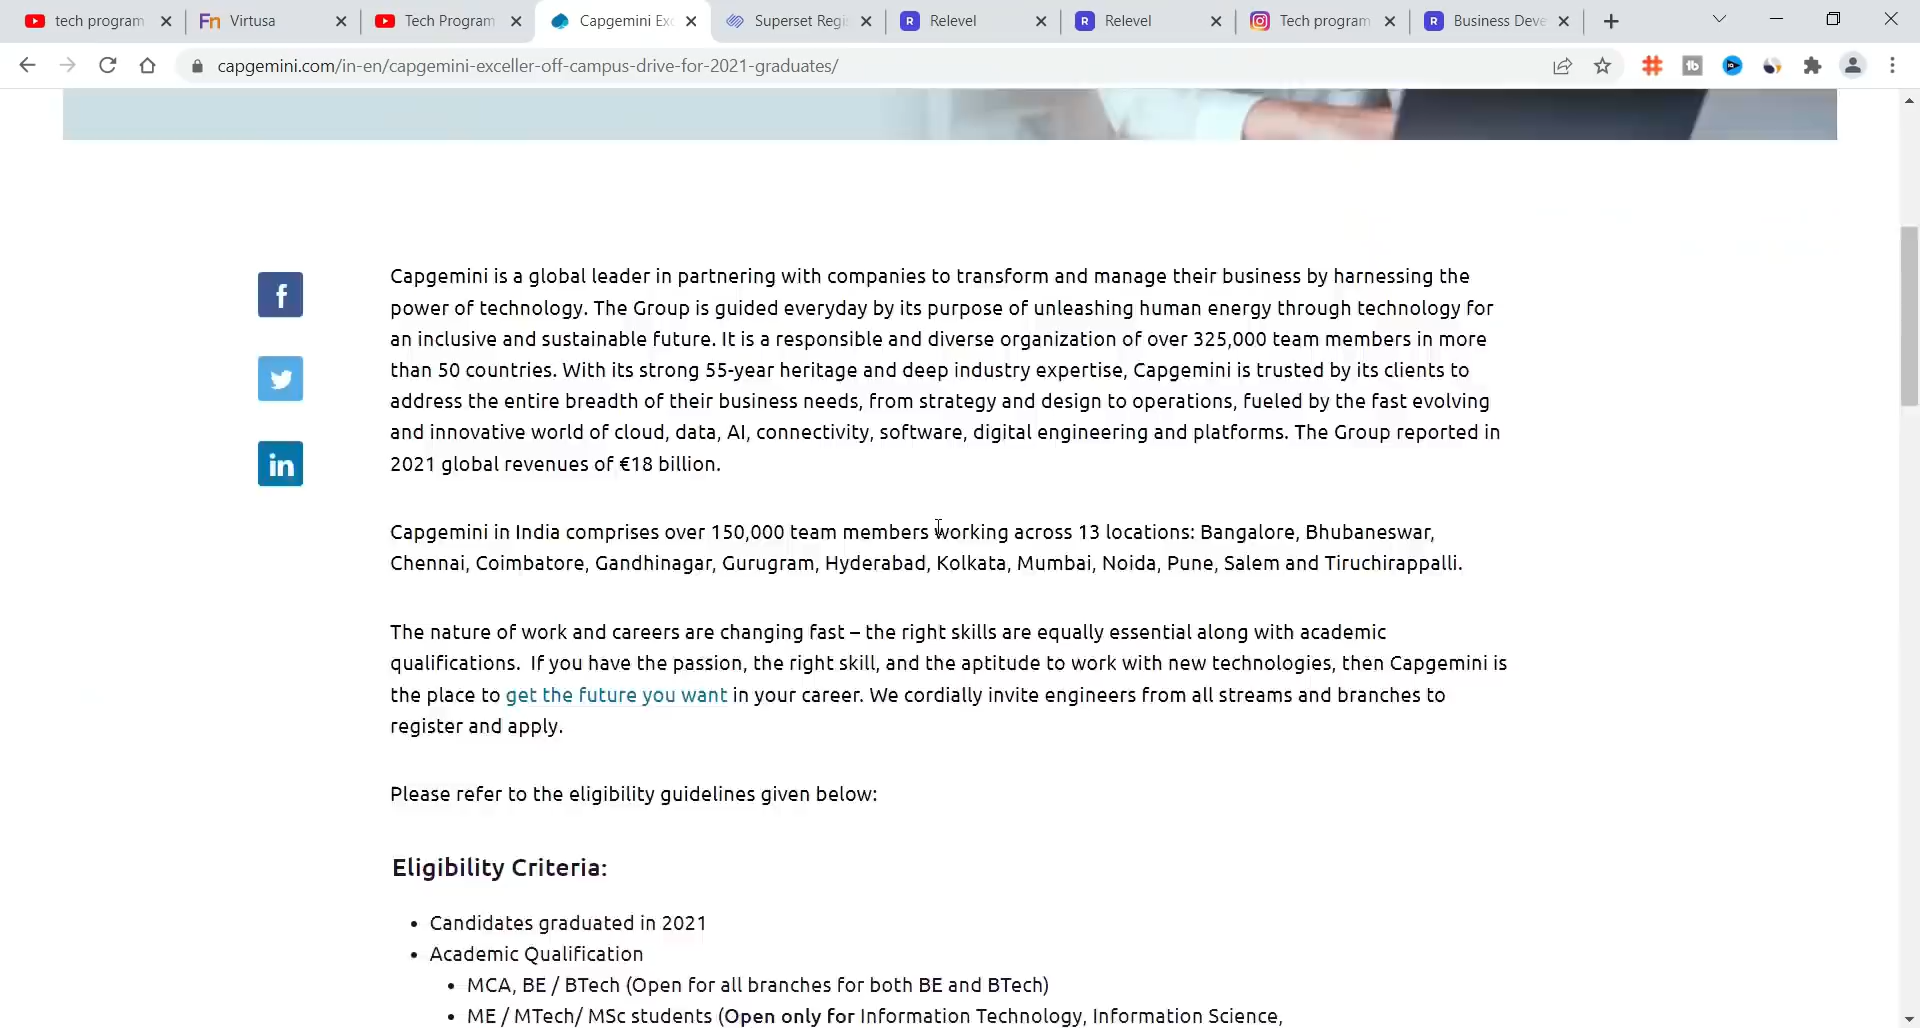 tech program
Virtusa
Tech Program
Capgemini Exc
Superset Regi
Relevel
Relevel
Tech program
Business Deve
capgemini.com/in-en/capgemini-exceller-off-campus-drive-for-2021-graduates/
Capgemini is a global leader in partnering with companies to transform and manage their business by harnessing the
power of technology. The Group is guided everyday by its purpose of unleashing human energy through technology for
an inclusive and sustainable future. It is a responsible and diverse organization of over 325,000 team members in more
than 50 countries. With its strong 55-year heritage and deep industry expertise, Capgemini is trusted by its clients to
address the entire breadth of their business needs, from strategy and design to operations, fueled by the fast evolving
and innovative world of cloud, data, AI, connectivity, software, digital engineering and platforms. The Group reported in
2021 global revenues of €18 billion.
Capgemini in India comprises over 150,000 team members working across 13 locations: Bangalore, Bhubaneswar,
Chennai, Coimbatore, Gandhinagar, Gurugram, Hyderabad, Kolkata, Mumbai, Noida, Pune, Salem and Tiruchirappalli.
The nature of work and careers are changing fast – the right skills are equally essential along with academic
qualifications. If you have the passion, the right skill, and the aptitude to work with new technologies, then Capgemini is
the place to get the future you want in your career. We cordially invite engineers from all streams and branches to
register and apply.
Please refer to the eligibility guidelines given below:
Eligibility Criteria:
• Candidates graduated in 2021
• Academic Qualification
• MCA, BE / BTech (Open for all branches for both BE and BTech)
• ME / MTech/ MSc students (Open only for Information Technology, Information Science,